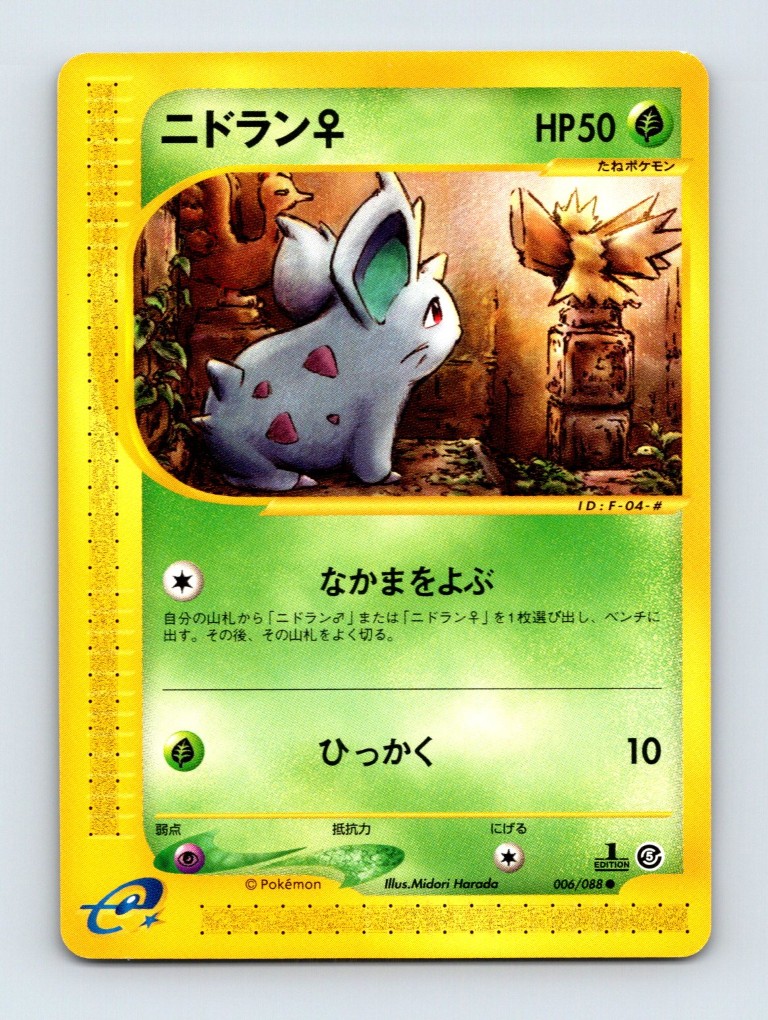 ニドラン♀ HP50
たねポケモン
ID:F-04-#
なかまをよぶ
自分の山札から「ニドラン♂」または「ニドラン♀」を1枚選び出し、ベンチに
出す。その後、その山札をよく切る。
ひっかく 10
弱点 抵抗力 にげる
1
EDITION
5
©Pokémon Illus.Midori Harada 006/088●
e